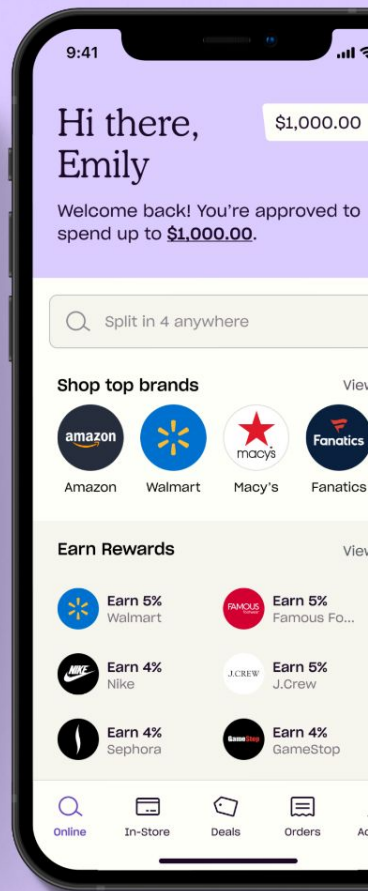 9:41
Hi there,
Emily
$1,000.00
Welcome back! You're approved to
spend up to $1,000.00.
Split in 4 anywhere
Shop top brands
View
amazon
macy's
Fanatics
Amazon
Walmart
Macy's
Fanatics
Earn Rewards
View
Earn 5%
Walmart
FAMOUS
Earn 5%
Famous Fo...
NIKE
Earn 4%
Nike
J.CREW
Earn 5%
J.Crew
Earn 4%
Sephora
GameStop
Earn 4%
GameStop
Online
In-Store
Deals
Orders